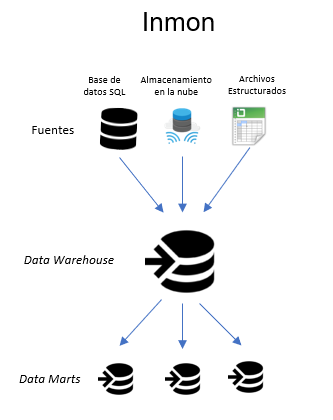 Inmon
Base de
datos SQL
Almacenamiento
en la nube
Archivos
Estructurados
Fuentes
Data Warehouse
Data Marts